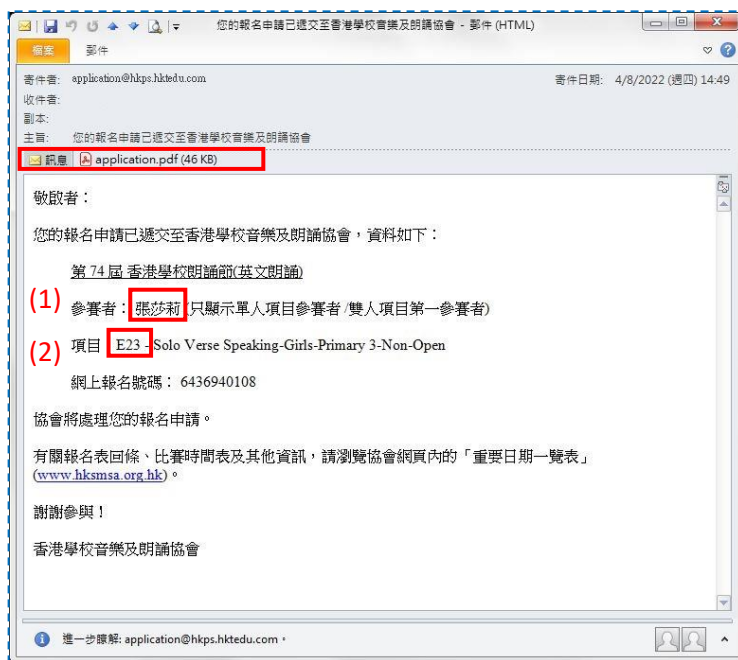 您的報名申請已遞交至香港學校音樂及朗誦協會 - 郵件 (HTML)
檔案 郵件
寄件者: application@hkps.hktedu.com 寄件日期: 4/8/2022 (週四) 14:49
收件者:
副本:
主旨: 您的報名申請已遞交至香港學校音樂及朗誦協會
訊息 application.pdf (46 KB)
敬啟者：
您的報名申請已遞交至香港學校音樂及朗誦協會，資料如下：
第 74 屆 香港學校朗誦節(英文朗誦)
(1) 參賽者： 張莎莉 (只顯示單人項目參賽者 /雙人項目第一參賽者)
(2) 項目 E23 - Solo Verse Speaking-Girls-Primary 3-Non-Open
網上報名號碼： 6436940108
協會將處理您的報名申請。
有關報名表回條、比賽時間表及其他資訊，請瀏覽協會網頁內的「重要日期一覽表」
(www.hksmsa.org.hk)。
謝謝參與！
香港學校音樂及朗誦協會
進一步瞭解: application@hkps.hktedu.com。